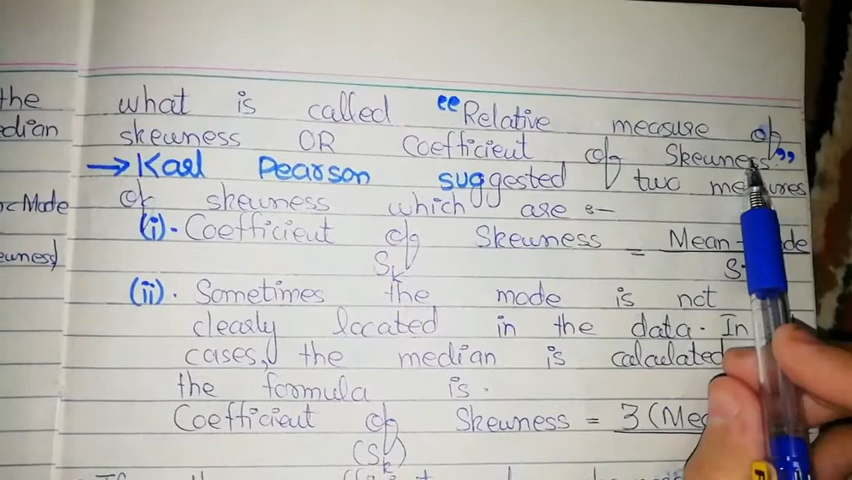 the
what is called "Relative measure of
edian
skewness OR Coefficient of Skewness."
→ Karl Pearson suggested two measures
<Mode
of skewness which are :-
(i). Coefficient of Skewness = Mean -
ewness)
Sk
(ii). Sometimes the mode is not
clearly located in the data. In
cases, the median is calculated
the formula is.
Coefficient of Skewness = 3 (Me
(Sk)